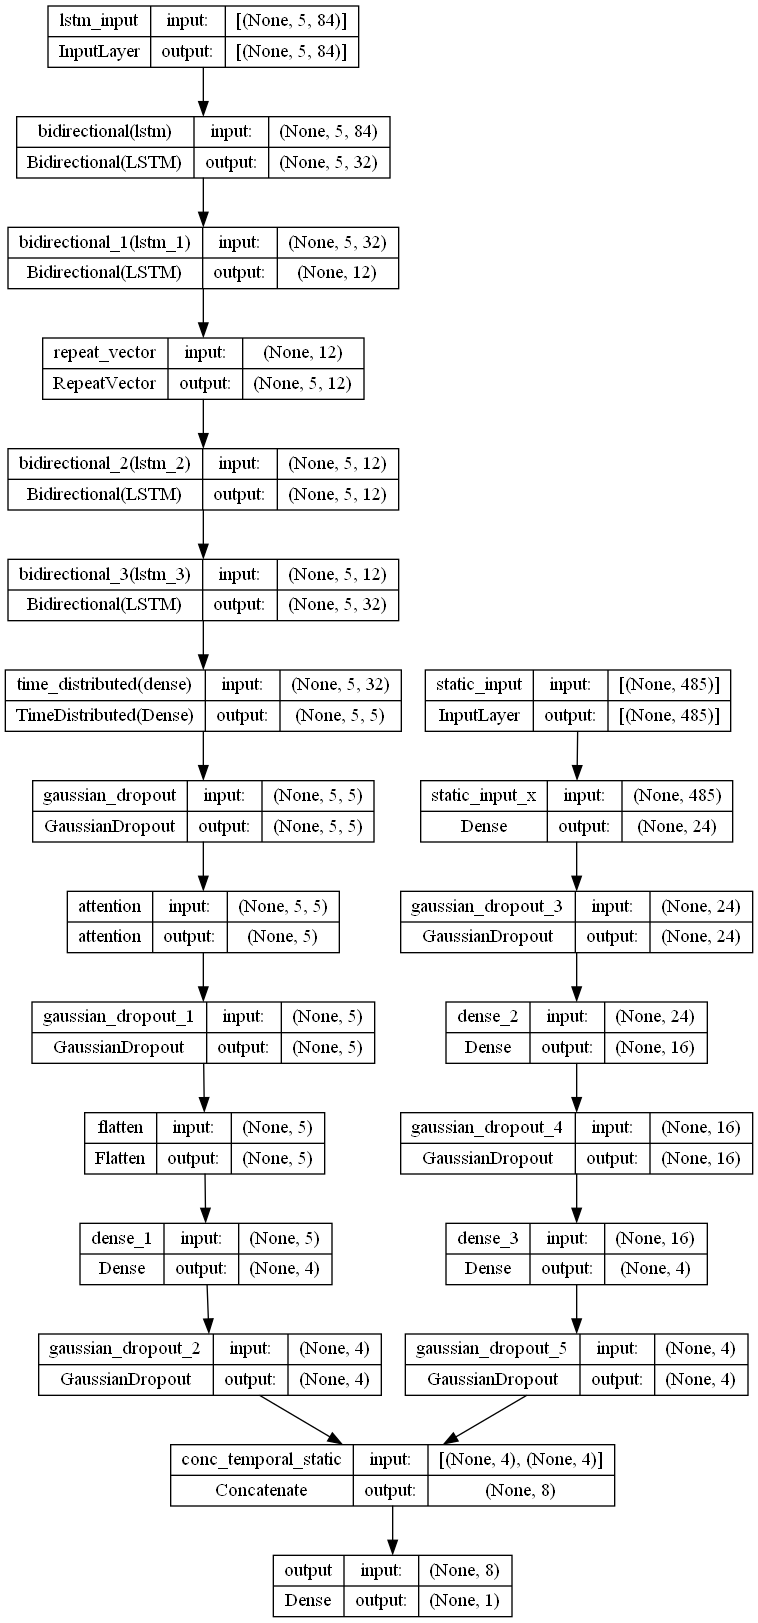 lstm_input input: [(None, 5, 84)]
InputLayer output: [(None, 5, 84)]
bidirectional(lstm) input: (None, 5, 84)
Bidirectional(LSTM) output: (None, 5, 32)
bidirectional_1(lstm_1) input: (None, 5, 32)
Bidirectional(LSTM) output: (None, 12)
repeat_vector input: (None, 12)
RepeatVector output: (None, 5, 12)
bidirectional_2(lstm_2) input: (None, 5, 12)
Bidirectional(LSTM) output: (None, 5, 12)
bidirectional_3(lstm_3) input: (None, 5, 12)
Bidirectional(LSTM) output: (None, 5, 32)
time_distributed(dense) input: (None, 5, 32)
TimeDistributed(Dense) output: (None, 5, 5)
gaussian_dropout input: (None, 5, 5)
GaussianDropout output: (None, 5, 5)
attention input: (None, 5, 5)
attention output: (None, 5)
gaussian_dropout_1 input: (None, 5)
GaussianDropout output: (None, 5)
flatten input: (None, 5)
Flatten output: (None, 5)
dense_1 input: (None, 5)
Dense output: (None, 4)
gaussian_dropout_2 input: (None, 4)
GaussianDropout output: (None, 4)
static_input input: [(None, 485)]
InputLayer output: [(None, 485)]
static_input_x input: (None, 485)
Dense output: (None, 24)
gaussian_dropout_3 input: (None, 24)
GaussianDropout output: (None, 24)
dense_2 input: (None, 24)
Dense output: (None, 16)
gaussian_dropout_4 input: (None, 16)
GaussianDropout output: (None, 16)
dense_3 input: (None, 16)
Dense output: (None, 4)
gaussian_dropout_5 input: (None, 4)
GaussianDropout output: (None, 4)
conc_temporal_static input: [(None, 4), (None, 4)]
Concatenate output: (None, 8)
output input: (None, 8)
Dense output: (None, 1)